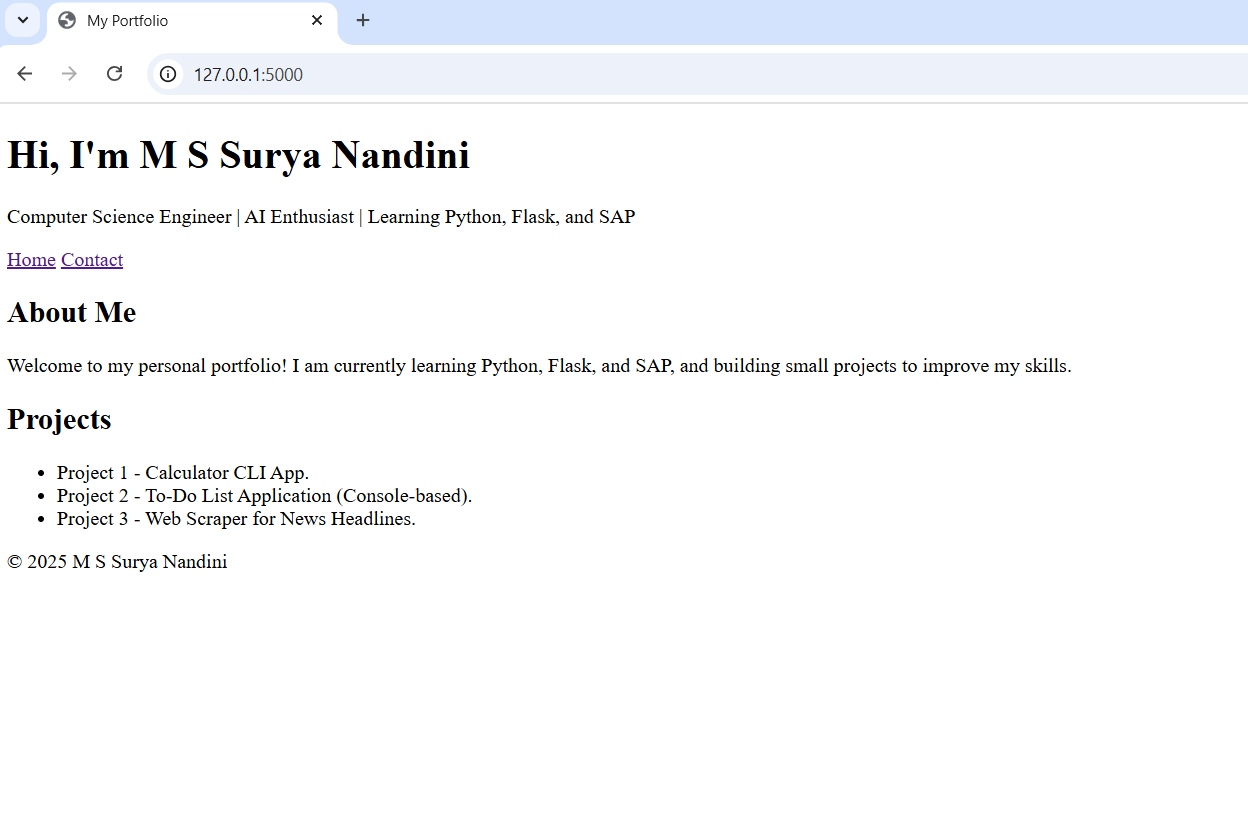 My Portfolio
127.0.0.1:5000
Hi, I'm M S Surya Nandini
Computer Science Engineer | AI Enthusiast | Learning Python, Flask, and SAP
Home Contact
About Me
Welcome to my personal portfolio! I am currently learning Python, Flask, and SAP, and building small projects to improve my skills.
Projects
• Project 1 - Calculator CLI App.
• Project 2 - To-Do List Application (Console-based).
• Project 3 - Web Scraper for News Headlines.
© 2025 M S Surya Nandini